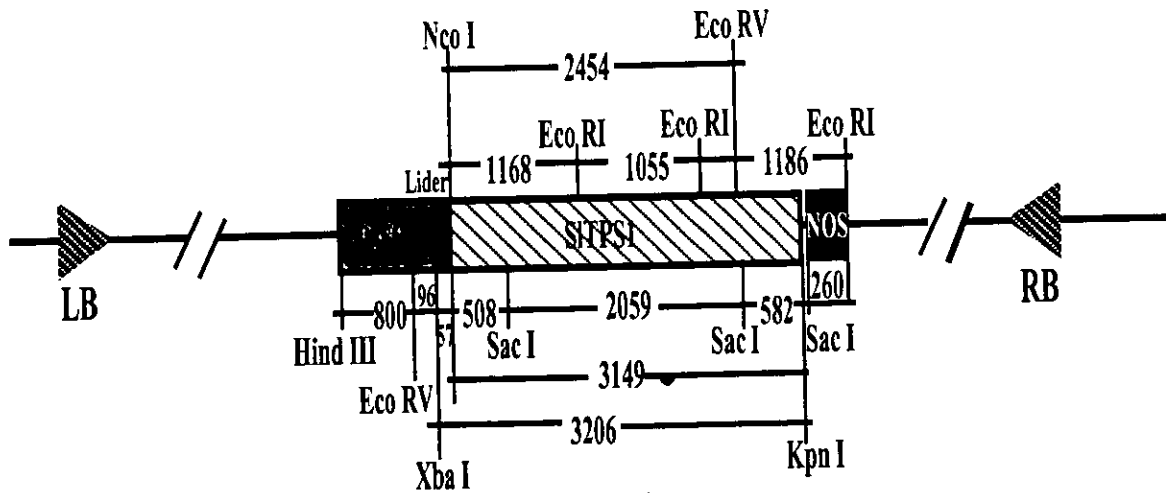 Nco I
Eco RV
2454
Eco RI
Eco RI
Eco RI
1168
1055
1186
Lider
SITPS1
NOS
LB
RB
800
96
57
508
2059
582
260
Hind III
Sac I
Sac I
Sac I
Eco RV
3149
3206
Xba I
Kpn I